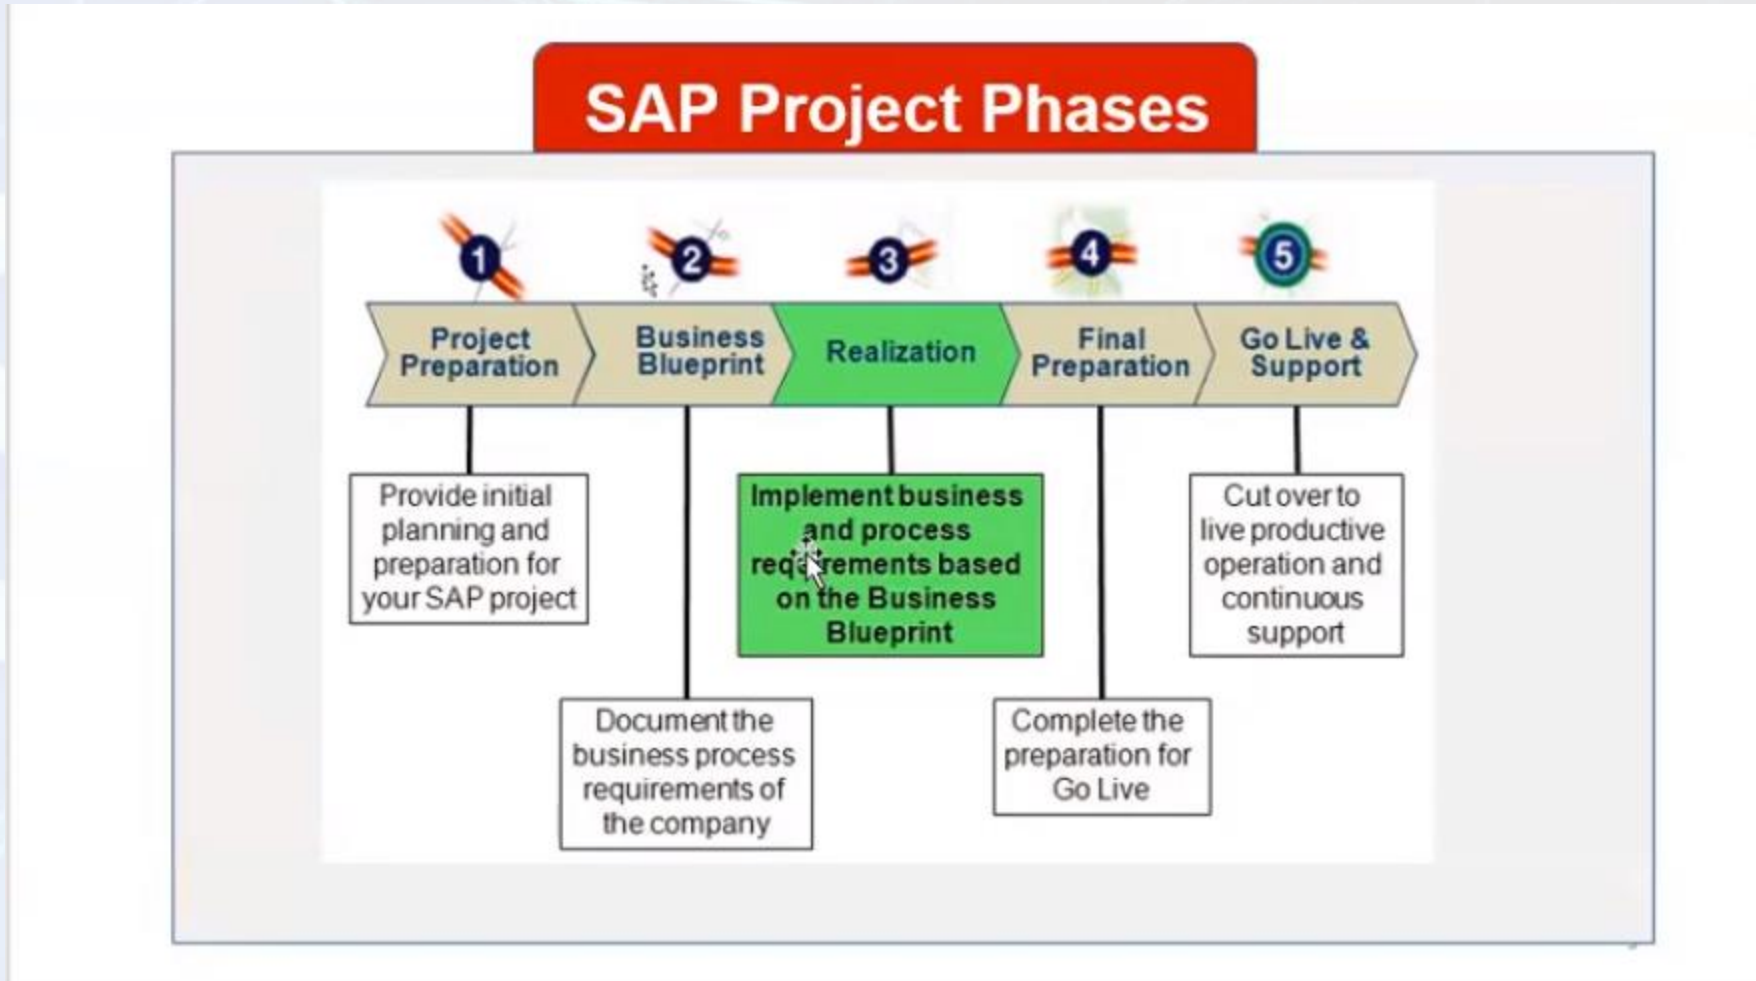 SAP Project Phases
1
2
3
4
5
Project
Preparation
Business
Blueprint
Realization
Final
Preparation
Go Live &
Support
Provide initial
planning and
preparation for
your SAP project
Implement business
and process
requirements based
on the Business
Blueprint
Cut over to
live productive
operation and
continuous
support
Document the
business process
requirements of
the company
Complete the
preparation for
Go Live